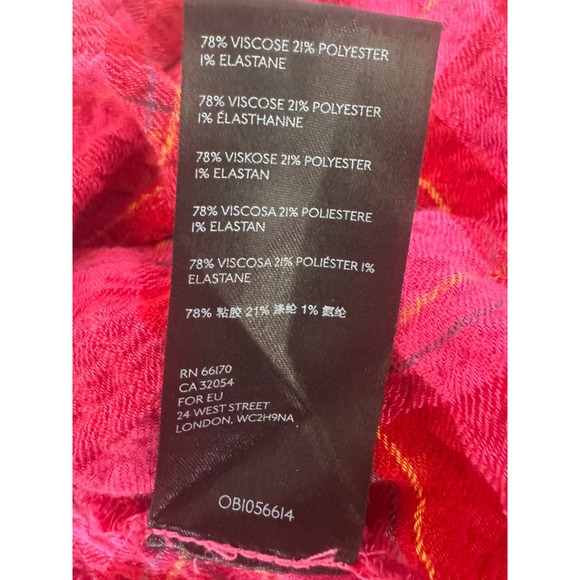 78% VISCOSE 21% POLYESTER
1% ELASTANE
78% VISCOSE 21% POLYESTER
1% ÉLASTHANNE
78% VISKOSE 21% POLYESTER
1% ELASTAN
78% VISCOSA 21% POLIESTERE
1% ELASTAN
78% VISCOSA 21% POLIÉSTER 1%
ELASTANE
78% 粘胶 21% 涤纶 1% 氨纶
RN 66170
CA 32054
FOR EU
24 WEST STREET
LONDON, WC2H9NA
OB1056614